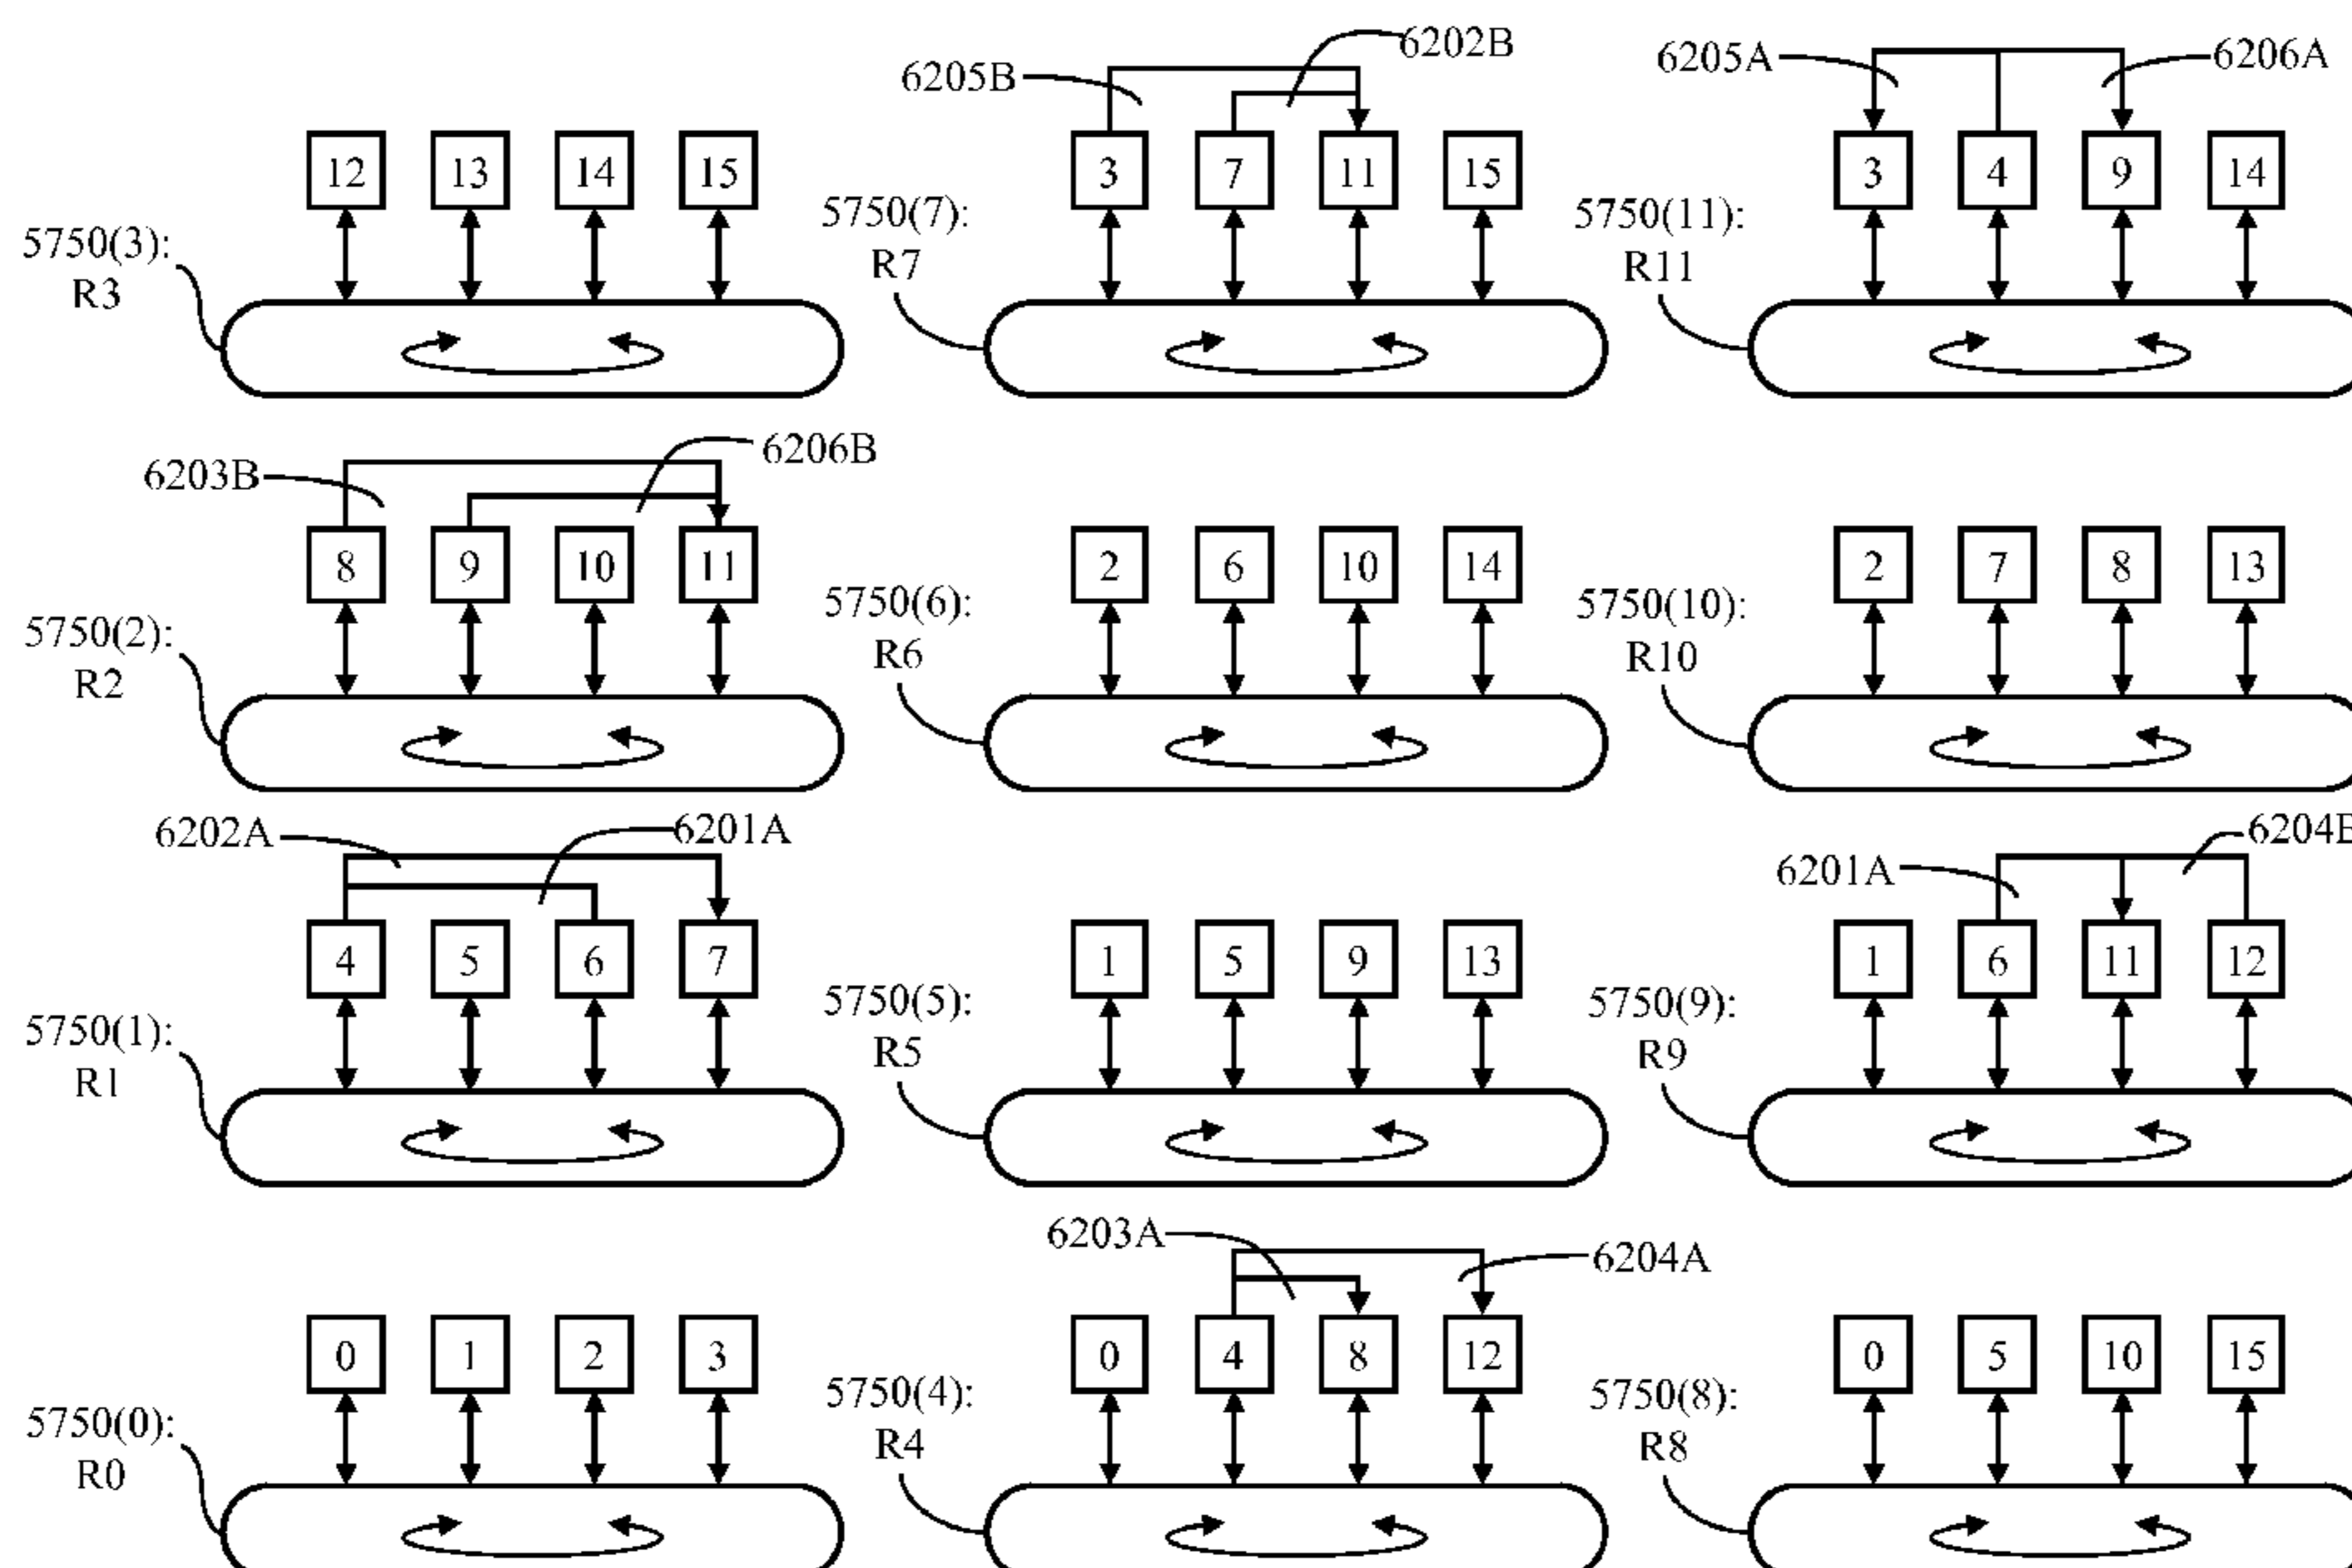 6202B
6205B
6205A
6206A
12 13 14 15
3 7 11 15
3 4 9 14
5750(3):
R3
5750(7):
R7
5750(11):
R11
6203B
6206B
8 9 10 11
2 6 10 14
2 7 8 13
5750(2):
R2
5750(6):
R6
5750(10):
R10
6202A
6201A
6201A
6204B
4 5 6 7
1 5 9 13
1 6 11 12
5750(1):
R1
5750(5):
R5
5750(9):
R9
6203A
6204A
0 1 2 3
0 4 8 12
0 5 10 15
5750(0):
R0
5750(4):
R4
5750(8):
R8